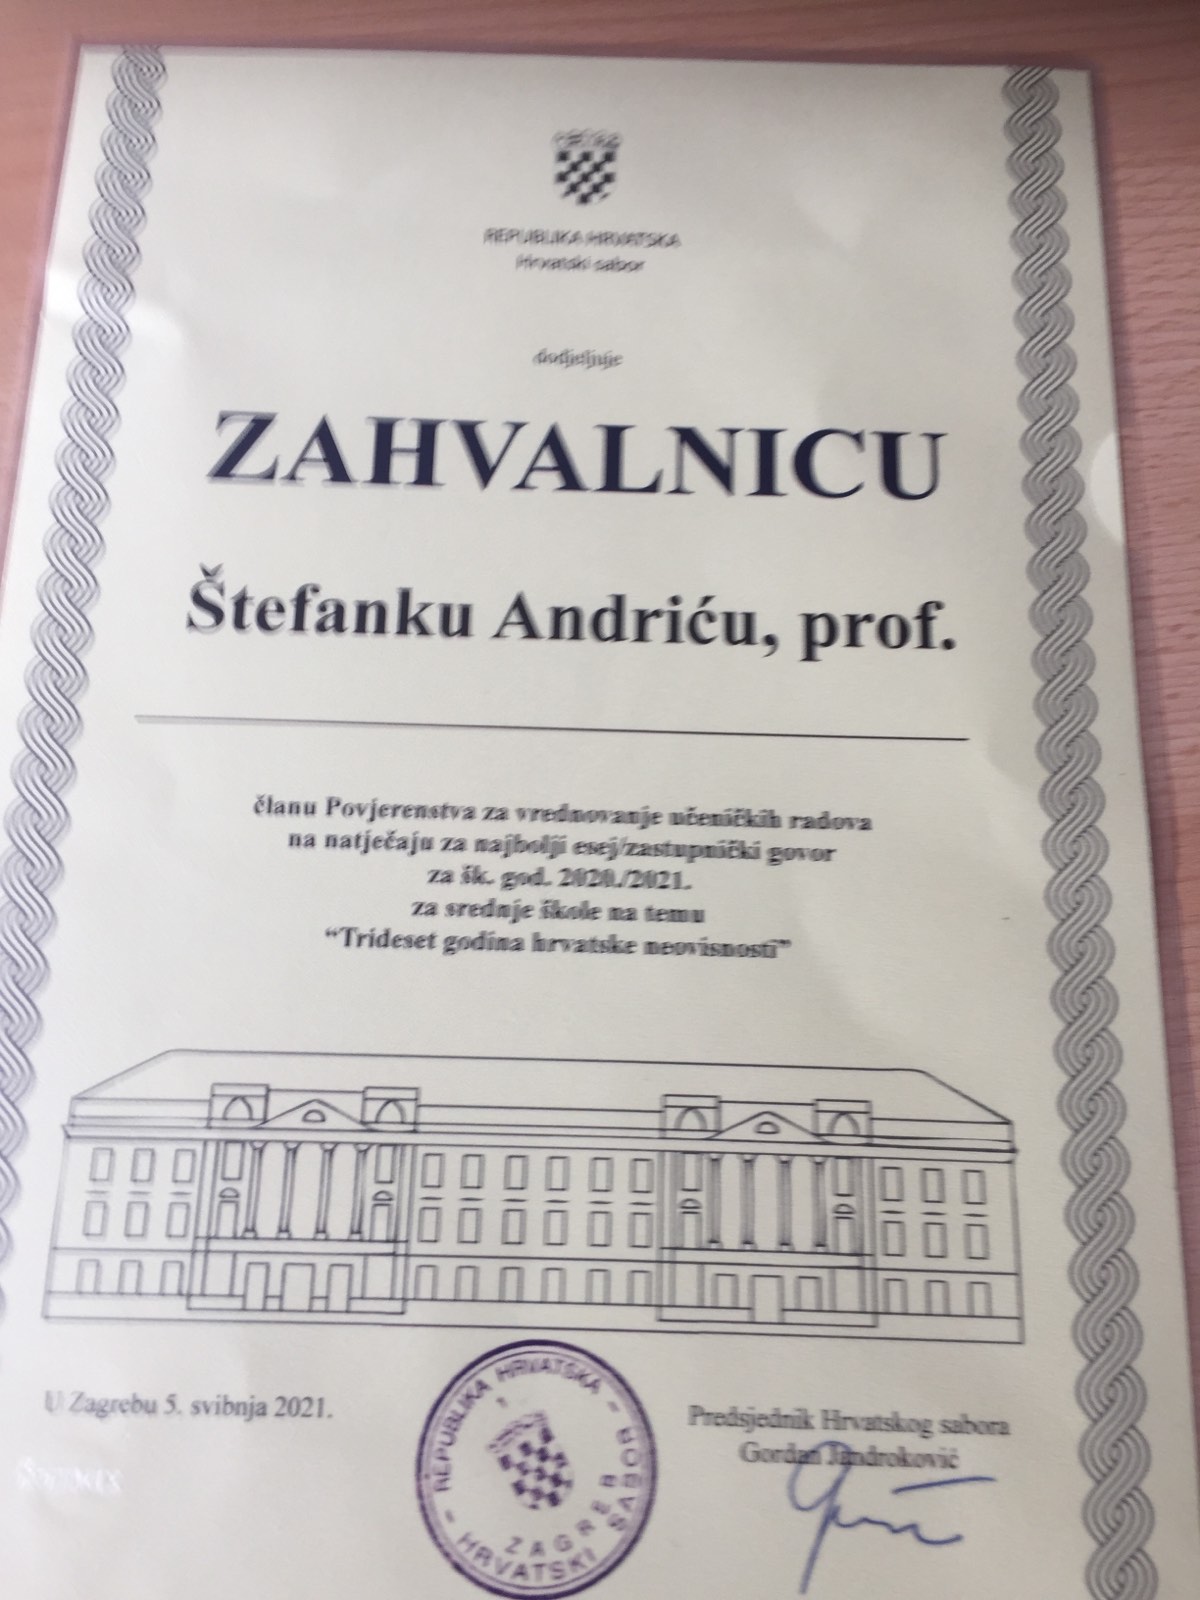 REPUBLIKA HRVATSKA
Hrvatski sabor
dodjeljuje
ZAHVALNICU
Štefanku Andriću, prof.
članu Povjerenstva za vrednovanje učeničkih radova
na natječaju za najbolji esej/zastupnički govor
za šk. god. 2020./2021.
za srednje škole na temu
“Trideset godina hrvatske neovisnosti”
U Zagrebu 5. svibnja 2021.
REPUBLIKA HRVATSKA
HRVATSKI SABOR
ZAGREB
Predsjednik Hrvatskog sabora
Gordan Jandroković